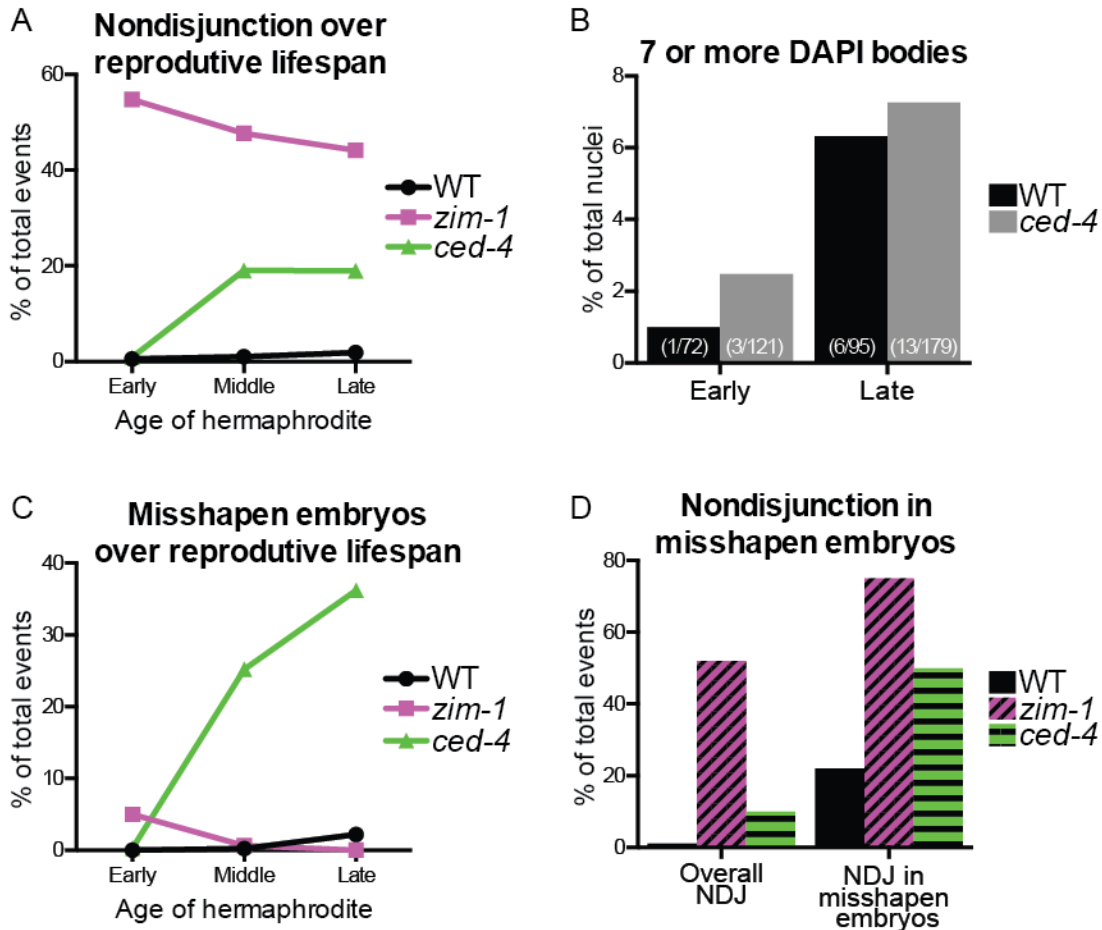 A
Nondisjunction over
reprodutive lifespan
% of total events
60
40
20
0
Early Middle Late
Age of hermaphrodite
WT
zim-1
ced-4
B
7 or more DAPI bodies
% of total nuclei
8
6
4
2
0
(1/72) (3/121) (6/95) (13/179)
Early Late
WT
ced-4
C
Misshapen embryos
over reprodutive lifespan
% of total events
40
30
20
10
0
Early Middle Late
Age of hermaphrodite
WT
zim-1
ced-4
D
Nondisjunction in
misshapen embryos
% of total events
80
60
40
20
0
Overall
NDJ
NDJ in
misshapen
embryos
WT
zim-1
ced-4